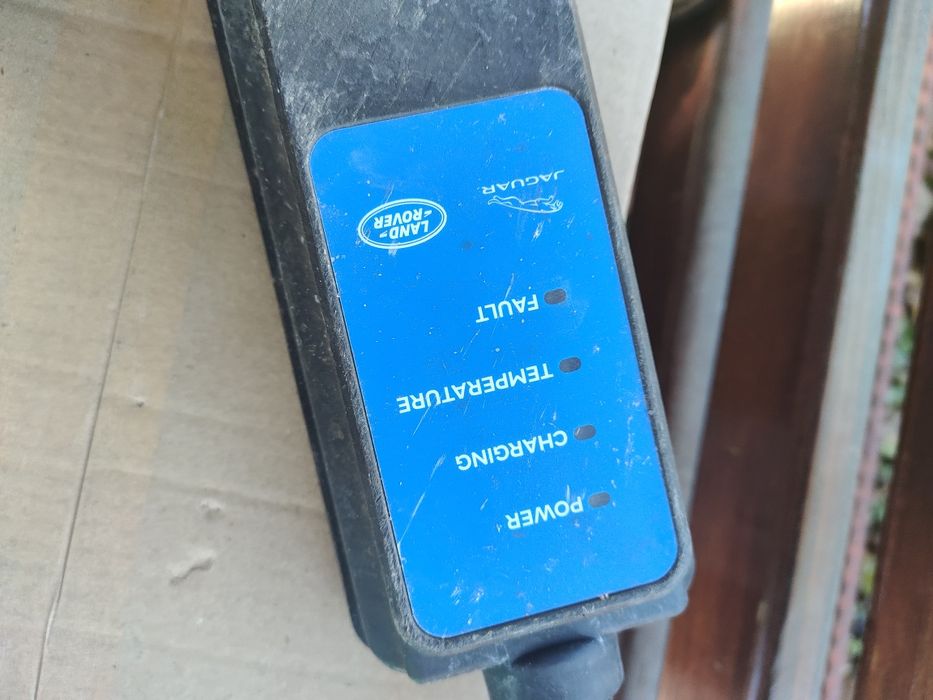 POWER
CHARGING
TEMPERATURE
FAULT
LAND
ROVER
JAGUAR